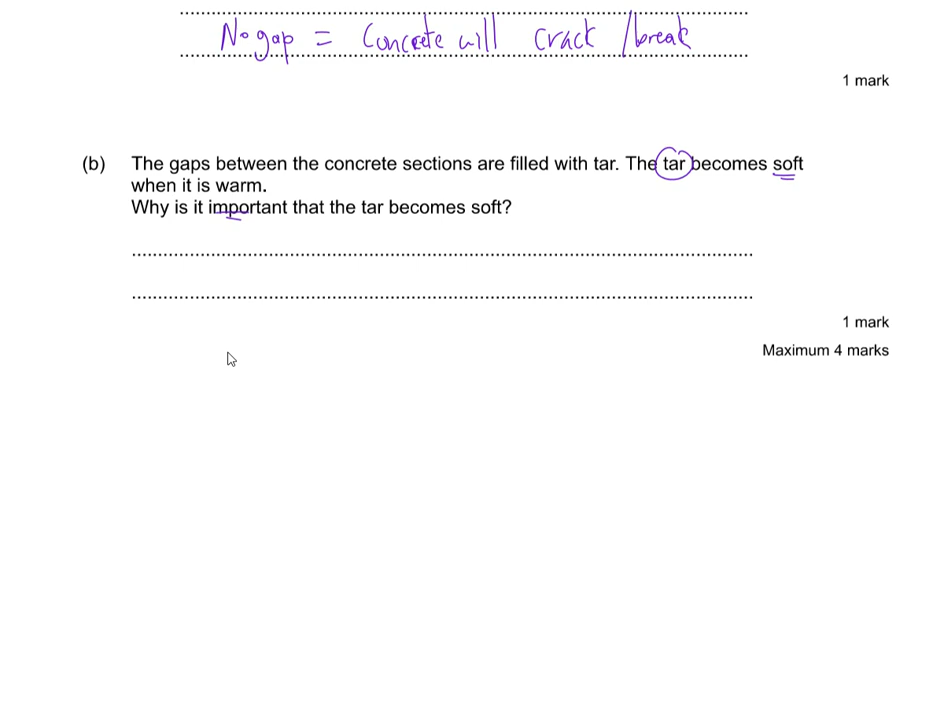 No gap = Concrete will crack / break
1 mark
(b) The gaps between the concrete sections are filled with tar. The tar becomes soft
when it is warm.
Why is it important that the tar becomes soft?
1 mark
Maximum 4 marks